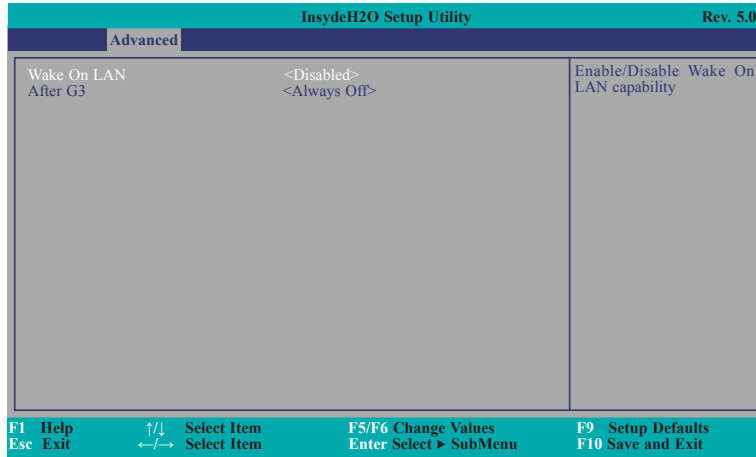 InsydeH2O Setup Utility Rev. 5.0
Advanced
Wake On LAN <Disabled>
After G3 <Always Off>
Enable/Disable Wake On
LAN capability
F1 Help ↑/↓ Select Item F5/F6 Change Values F9 Setup Defaults
Esc Exit ←/→ Select Item Enter Select ► SubMenu F10 Save and Exit